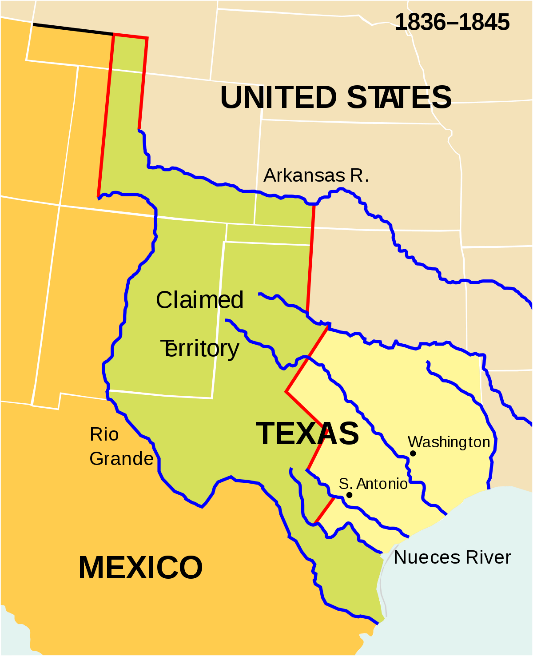 1836–1845
UNITED STATES
Arkansas R.
Claimed
Territory
TEXAS
Rio
Grande
Washington
S. Antonio
Nueces River
MEXICO